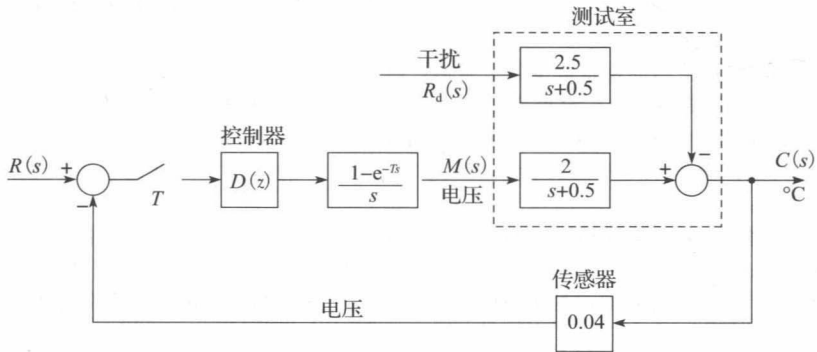 测试室
干扰
R_d(s)
2.5
s+0.5
R(s)
+
−
T
控制器
D(z)
1−e^{−Ts}
s
M(s)
电压
2
s+0.5
+
−
C(s)
°C
传感器
0.04
电压